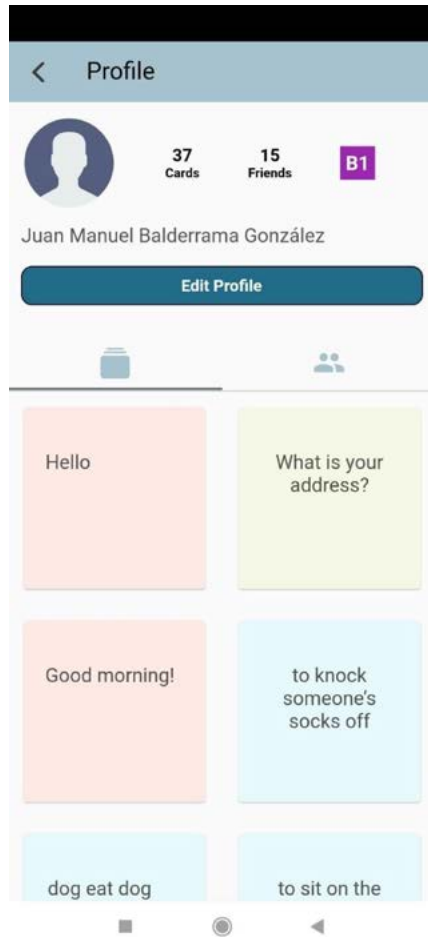 Profile
37
Cards
15
Friends
B1
Juan Manuel Balderrama González
Edit Profile
Hello
What is your
address?
Good morning!
to knock
someone's
socks off
dog eat dog
to sit on the